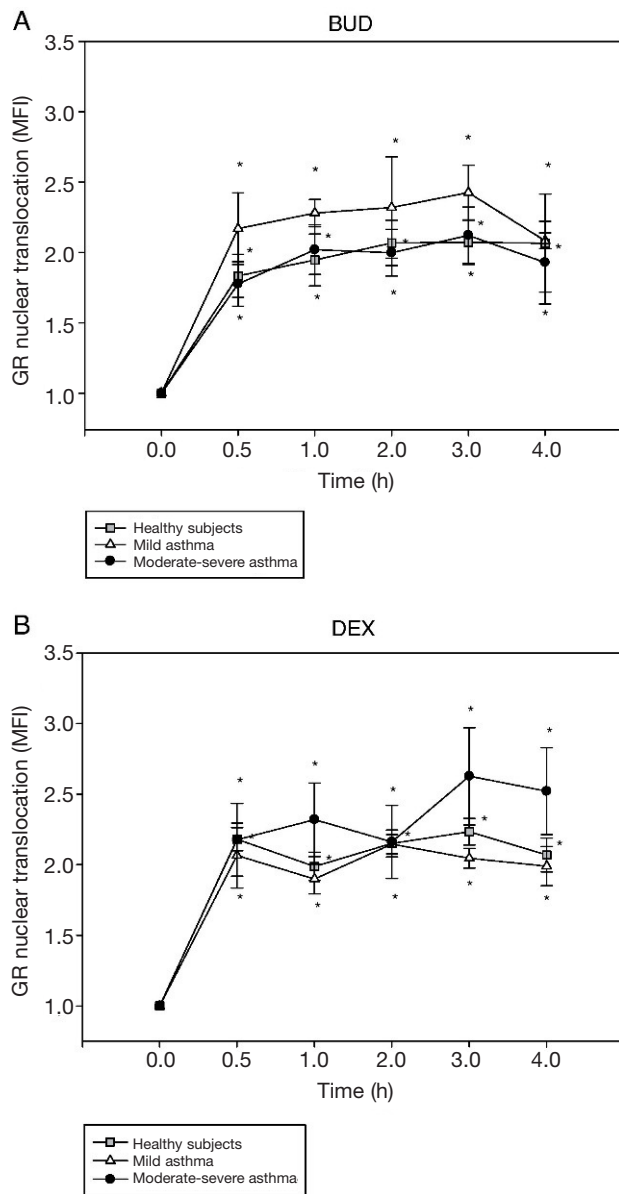 A
BUD
3.5
3.0
2.5
2.0
1.5
1.0
GR nuclear translocation (MFI)
* * * * *
* * * * *
* * * * *
0.0 0.5 1.0 2.0 3.0 4.0
Time (h)
Healthy subjects
Mild asthma
Moderate-severe asthma
B
DEX
3.5
3.0
2.5
2.0
1.5
1.0
GR nuclear translocation (MFI)
* * * * *
* * * * *
* * * * *
0.0 0.5 1.0 2.0 3.0 4.0
Time (h)
Healthy subjects
Mild asthma
Moderate-severe asthma